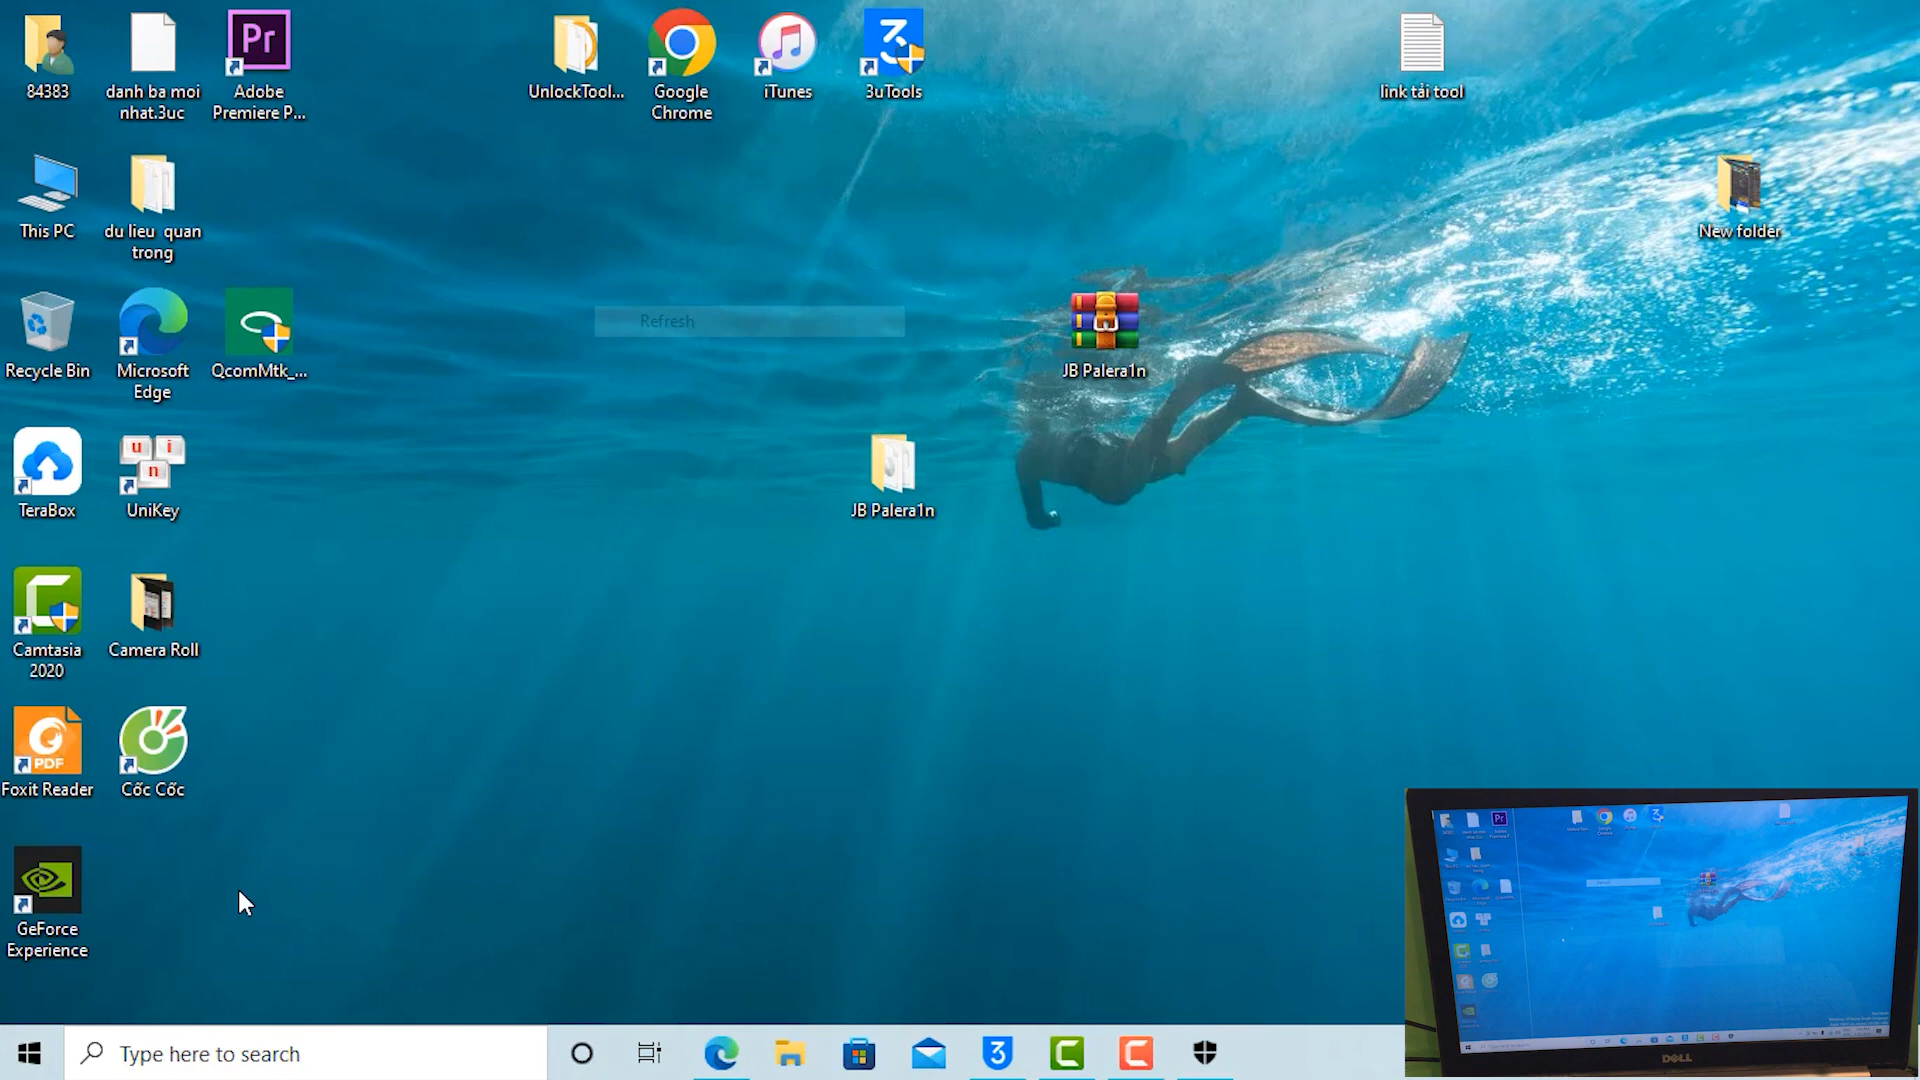 84383
danh ba moi
nhat.3uc
Pr
Adobe
Premiere P...
UnlockTool...
Google
Chrome
iTunes
3uTools
link tải tool
This PC
du lieu quan
trong
New folder
Recycle Bin
Microsoft
Edge
QcomMtk_...
Refresh
JB Palera1n
TeraBox
u i
n
UniKey
JB Palera1n
Camtasia
2020
Camera Roll
PDF
Foxit Reader
Cốc Cốc
GeForce
Experience
Type here to search
DELL